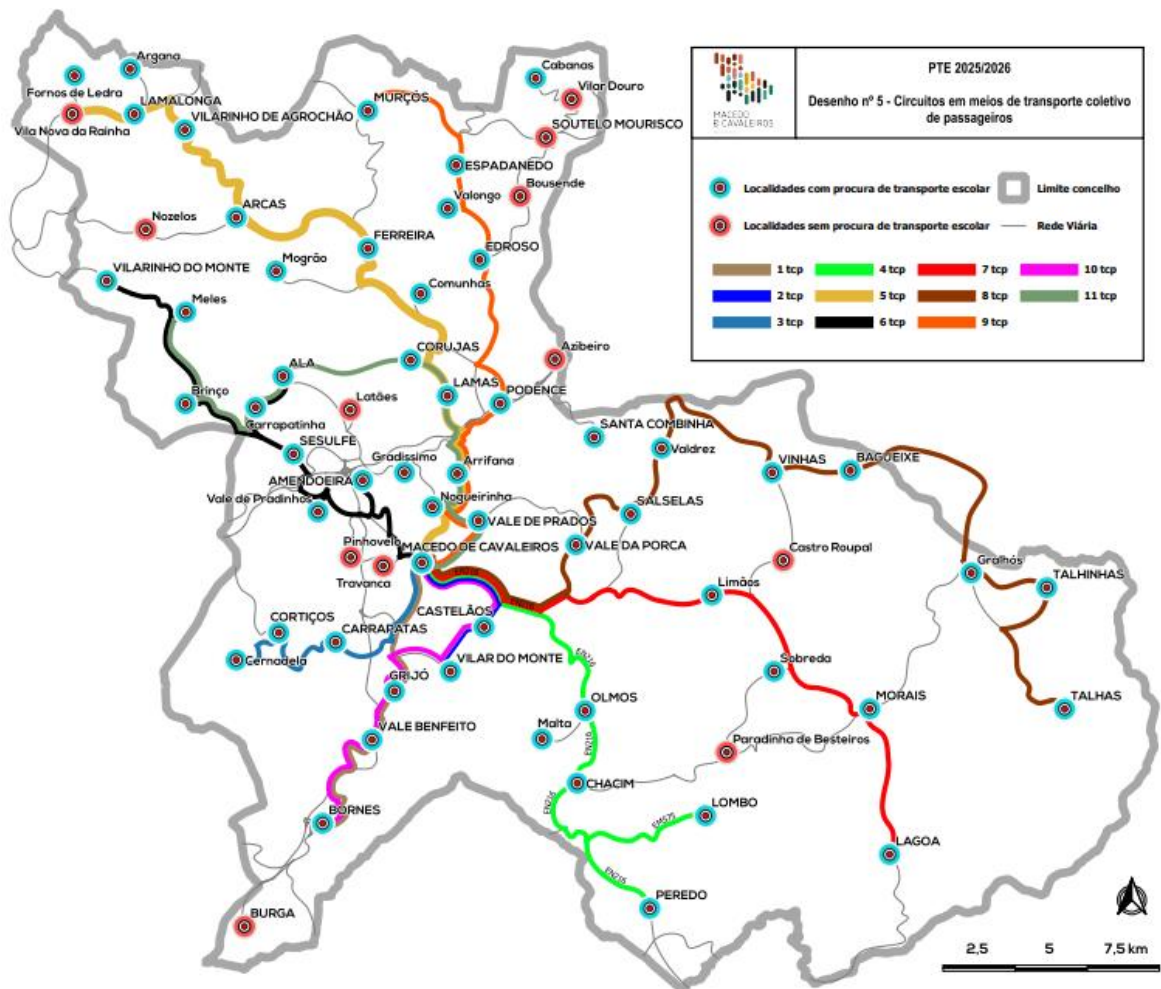 MACEDO
E CAVALEIROS
PTE 2025/2026
Desenho nº 5 - Circuitos em meios de transporte coletivo
de passageiros
Localidades com procura de transporte escolar
Limite concelho
Localidades sem procura de transporte escolar
Rede Viária
1 tcp
4 tcp
7 tcp
10 tcp
2 tcp
5 tcp
8 tcp
11 tcp
3 tcp
6 tcp
9 tcp
Argana
Fornos de Ledra
LAMALONGA
Vila Nova da Rainha
VILARINHO DE AGROCHÃO
MURÇÓS
Cabanas
Vilar Douro
SOUTELO MOURISCO
ESPADANEDO
Bousende
Valongo
ARCAS
Nozelos
FERREIRA
EDROSO
Mogrão
VILARINHO DO MONTE
Comunhas
Meles
CORUJAS
Azibeiro
ALA
LAMAS
PODENCE
Brinço
Latães
Carrapatinha
SANTA COMBINHA
SESULFE
Gradissimo
Arrifana
Valdrez
VINHAS
BAGUEIXE
AMENDOEIRA
Vale de Pradinhos
Nogueirinha
SALSELAS
VALE DE PRADOS
Pinhovelo
MACEDO DE CAVALEIROS
VALE DA PORCA
Castro Roupal
Travanca
EN216
Gralhós
TALHINHAS
EN216
Limãos
CASTELÃOS
CORTIÇOS
CARRAPATAS
Cernadela
VILAR DO MONTE
EN216
Sobreda
GRIJÓ
OLMOS
MORAIS
TALHAS
VALE BENFEITO
Malta
EN216
Paradinha de Besteiros
CHACIM
EN216
LOMBO
EM575
BORNES
LAGOA
EN216
PEREDO
BURGA
2,5
5
7,5 km